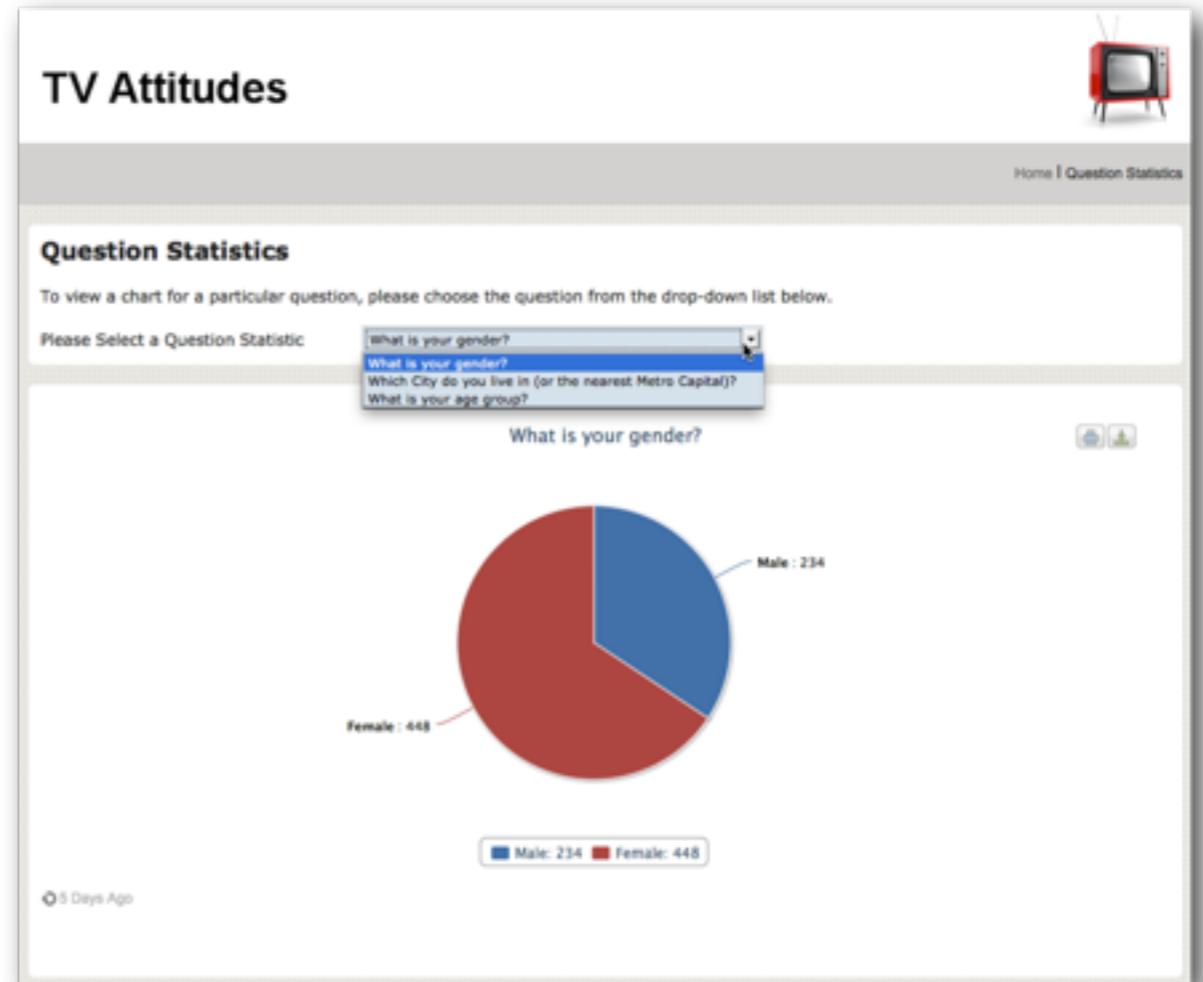 TV Attitudes
Home | Question Statistics
Question Statistics
To view a chart for a particular question, please choose the question from the drop-down list below.
Please Select a Question Statistic
What is your gender?
What is your gender?
Which City do you live in (or the nearest Metro Capital)?
What is your age group?
What is your gender?
Male : 234
Female : 448
Male: 234 Female: 448
5 Days Ago